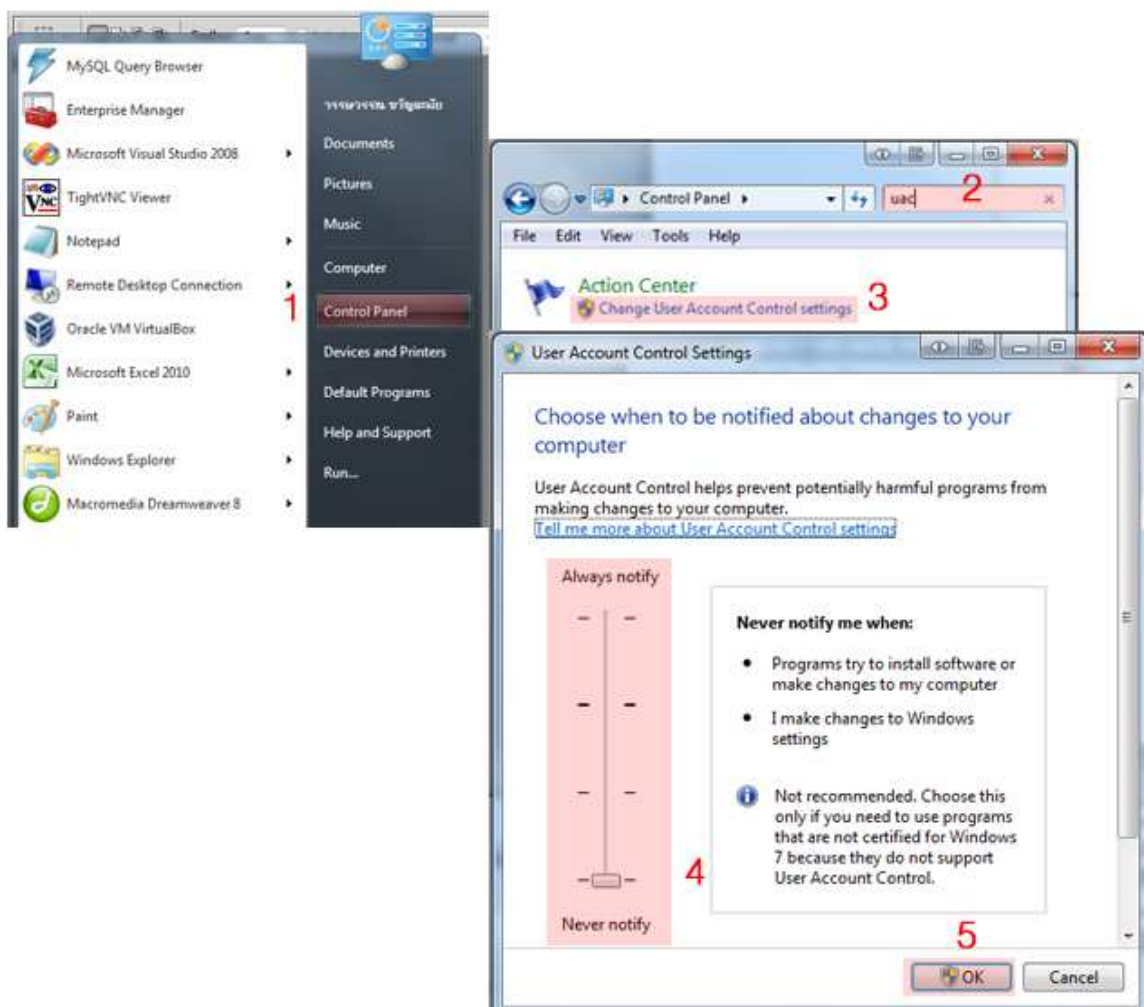 MySQL Query Browser
Enterprise Manager
Microsoft Visual Studio 2008
TightVNC Viewer
Notepad
Remote Desktop Connection
Oracle VM VirtualBox
Microsoft Excel 2010
Paint
Windows Explorer
Macromedia Dreamweaver 8
Documents
Pictures
Music
Computer
1
Control Panel
Devices and Printers
Default Programs
Help and Support
Run...
2
Control Panel
uac
File Edit View Tools Help
Action Center
Change User Account Control settings
3
User Account Control Settings
Choose when to be notified about changes to your
computer
User Account Control helps prevent potentially harmful programs from
making changes to your computer.
Tell me more about User Account Control settings
Always notify
Never notify
4
Never notify me when:
Programs try to install software or
make changes to my computer
I make changes to Windows
settings
Not recommended. Choose this
only if you need to use programs
that are not certified for Windows
7 because they do not support
User Account Control.
5
OK Cancel